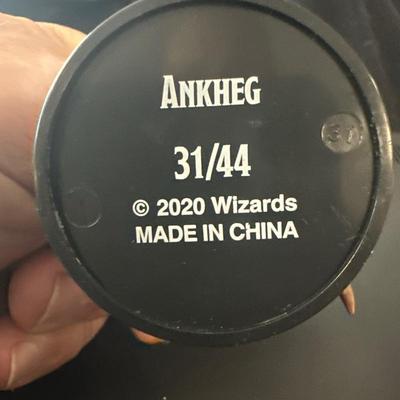 ANKHEG
31/44
© 2020 Wizards
MADE IN CHINA